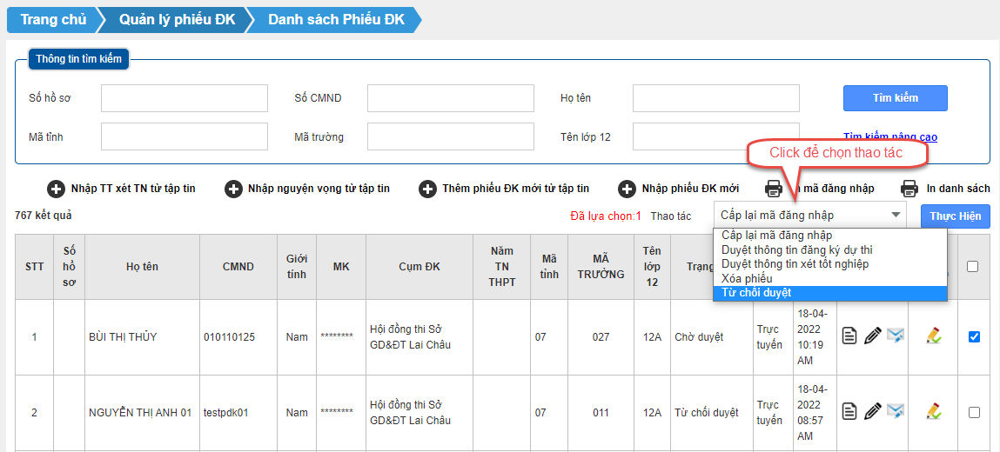 Trang chủ Quản lý phiếu ĐK Danh sách Phiếu ĐK
Thông tin tìm kiếm
Số hồ sơ Số CMND Họ tên Tìm kiếm
Mã tỉnh Mã trường Tên lớp 12 Tìm kiếm nâng cao
Click để chọn thao tác
Nhập TT xét TN từ tập tin Nhập nguyện vọng từ tập tin Thêm phiếu ĐK mới từ tập tin Nhập phiếu ĐK mới mã đăng nhập In danh sách
767 kết quả Đã lựa chọn:1 Thao tác Cấp lại mã đăng nhập Thực Hiện
Cấp lại mã đăng nhập
Duyệt thông tin đăng ký dự thi
Duyệt thông tin xét tốt nghiệp
Xóa phiếu
Từ chối duyệt
STT Số hồ sơ Họ tên CMND Giới tính MK Cụm ĐK Năm TN THPT Mã tỉnh MÃ TRƯỜNG Tên lớp 12 Trạng
1 BÙI THỊ THỦY 010110125 Nam ******** Hội đồng thi Sở GD&ĐT Lai Châu 07 027 12A Chờ duyệt Trực tuyến 18-04-2022 10:19 AM
2 NGUYỄN THỊ ANH 01 testpdk01 Nam ******** Hội đồng thi Sở GD&ĐT Lai Châu 07 011 12A Từ chối duyệt Trực tuyến 18-04-2022 08:57 AM